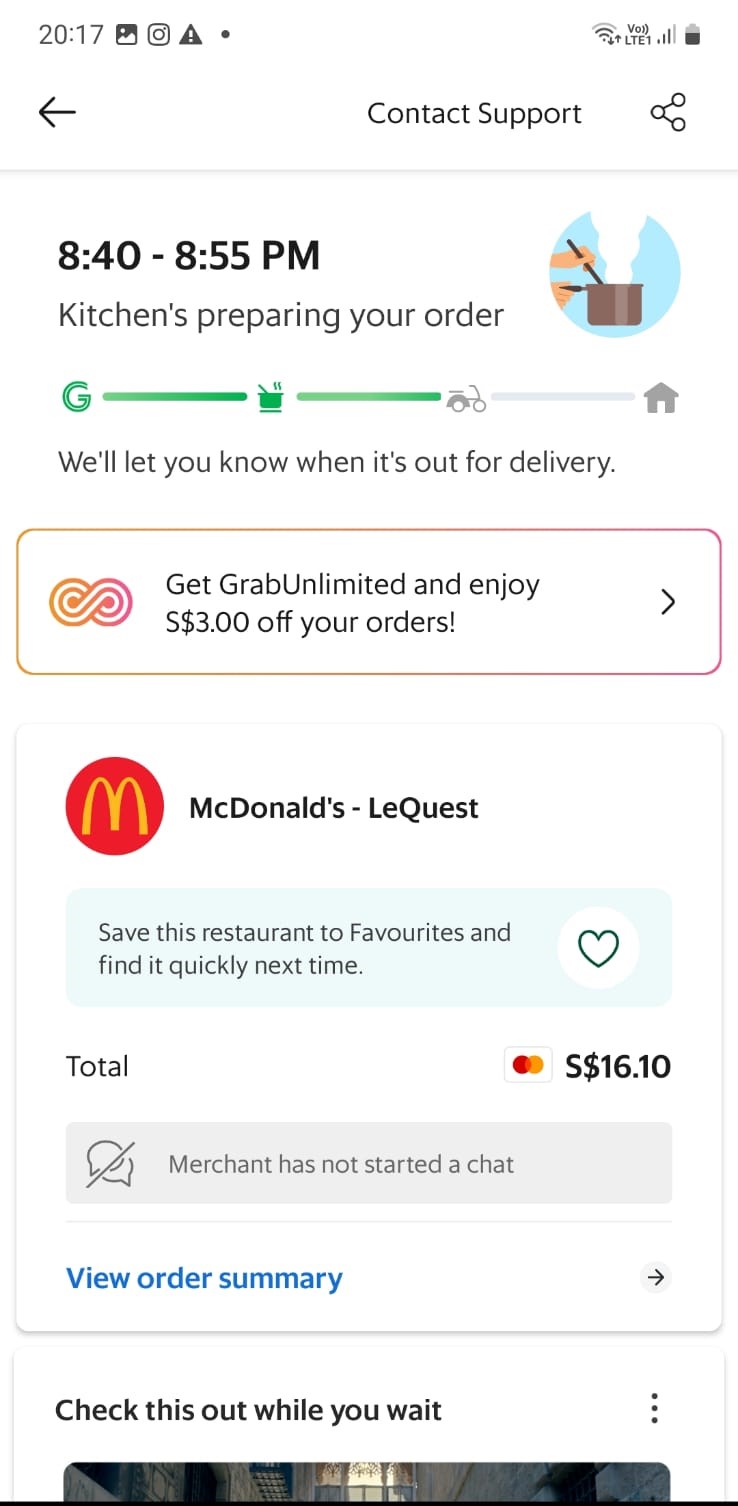 20:17
Vo))
LTE1
Contact Support
8:40 - 8:55 PM
Kitchen's preparing your order
We'll let you know when it's out for delivery.
Get GrabUnlimited and enjoy
S$3.00 off your orders!
McDonald's - LeQuest
Save this restaurant to Favourites and
find it quickly next time.
Total
S$16.10
Merchant has not started a chat
View order summary
Check this out while you wait